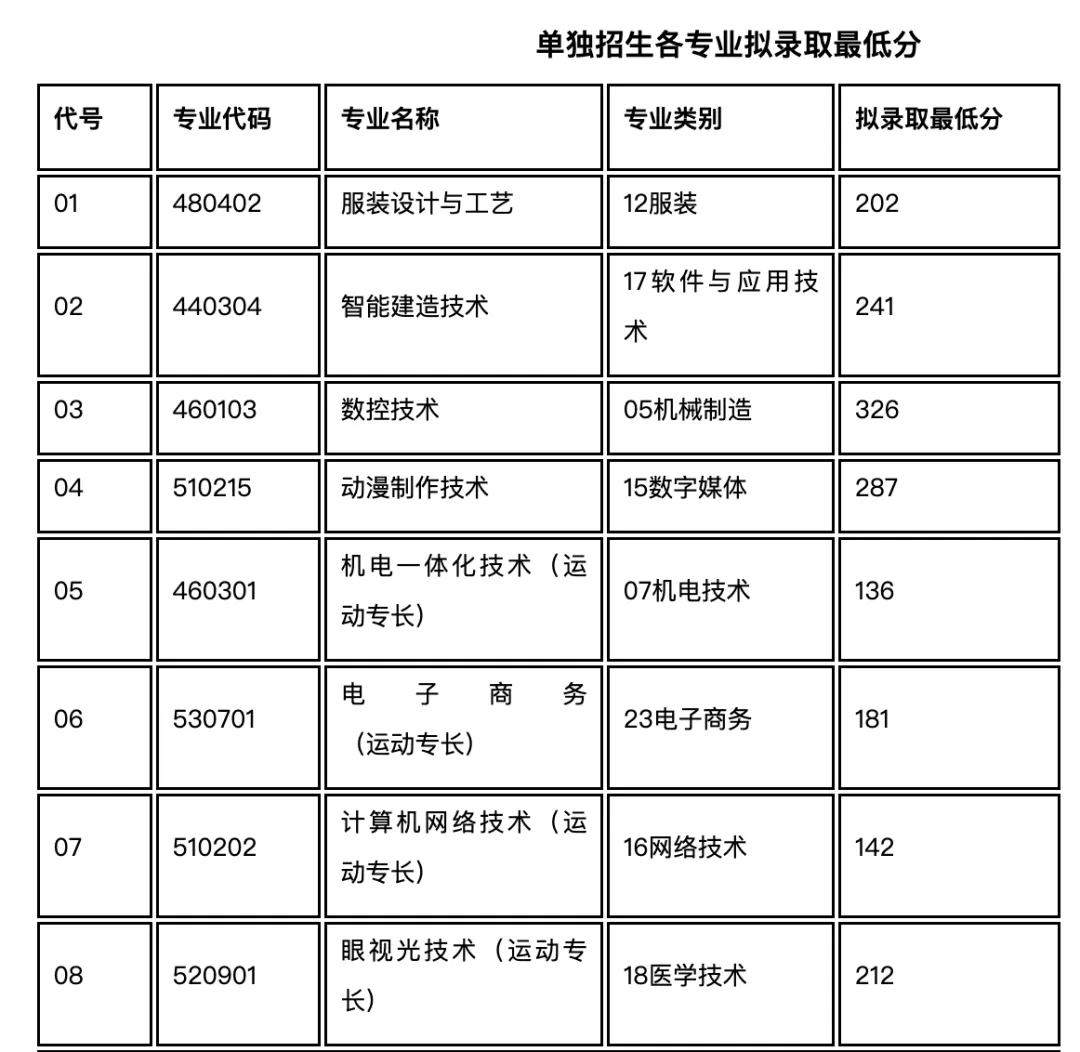 单独招生各专业拟录取最低分
代号 专业代码 专业名称 专业类别 拟录取最低分
01 480402 服装设计与工艺 12服装 202
02 440304 智能建造技术 17软件与应用技
术 241
03 460103 数控技术 05机械制造 326
04 510215 动漫制作技术 15数字媒体 287
05 460301 机电一体化技术（运
动专长） 07机电技术 136
06 530701 电子商务
（运动专长） 23电子商务 181
07 510202 计算机网络技术（运
动专长） 16网络技术 142
08 520901 眼视光技术（运动专
长） 18医学技术 212